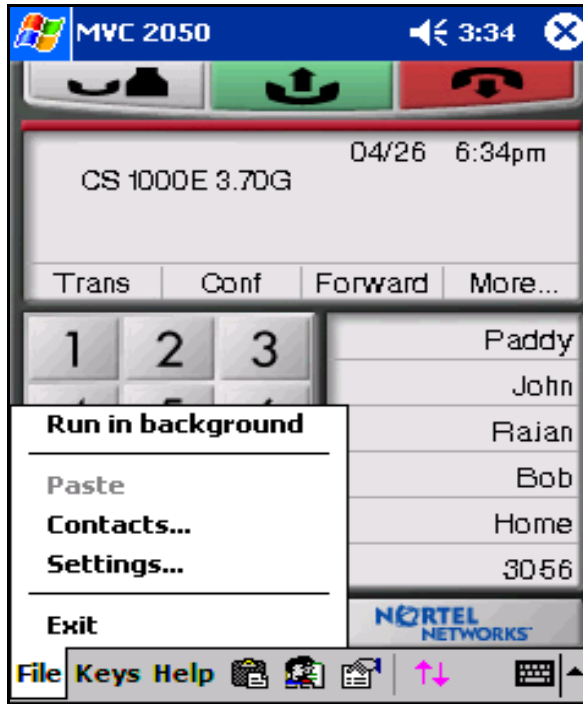 MVC 2050 3:34
04/26 6:34pm
CS 1000E 3.70G
Trans Conf Forward More...
1 2 3
Paddy
John
Rajan
Bob
Home
3056
Run in background
Paste
Contacts...
Settings...
Exit
NORTEL
NETWORKS
File Keys Help